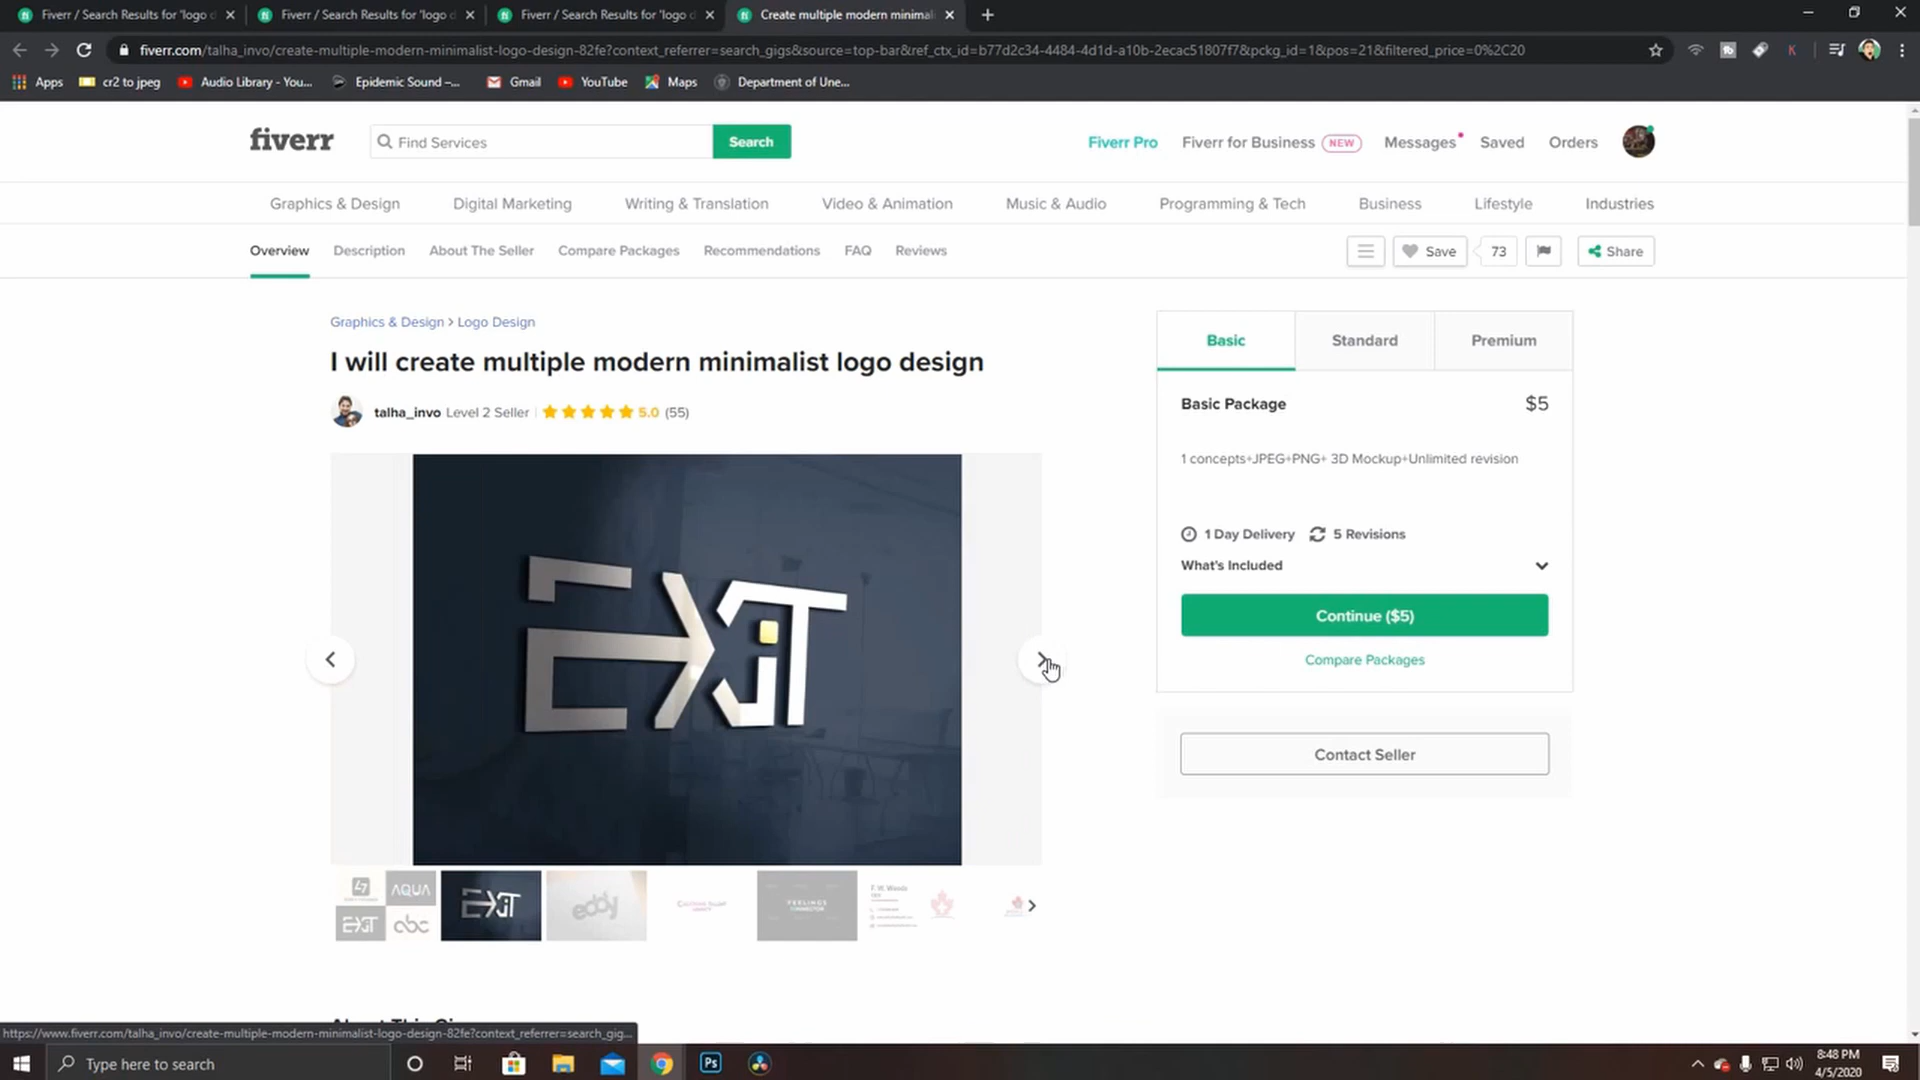 Fiverr / Search Results for 'logo d
Fiverr / Search Results for 'logo d
Fiverr / Search Results for 'logo d
Create multiple modern minimal
fiverr.com/talha_invo/create-multiple-modern-minimalist-logo-design-82fe?context_referrer=search_gigs&source=top-bar&ref_ctx_id=b77d2c34-4484-4d1d-a10b-2ecac51807f7&pckg_id=1&pos=21&filtered_price=0%2C20
Apps
cr2 to jpeg
Audio Library - You...
Epidemic Sound –...
Gmail
YouTube
Maps
Department of Une...
fiverr
Find Services
Search
Fiverr Pro
Fiverr for Business NEW
Messages
Saved
Orders
Graphics & Design
Digital Marketing
Writing & Translation
Video & Animation
Music & Audio
Programming & Tech
Business
Lifestyle
Industries
Overview
Description
About The Seller
Compare Packages
Recommendations
FAQ
Reviews
Save
73
Share
Graphics & Design > Logo Design
I will create multiple modern minimalist logo design
talha_invo Level 2 Seller 5.0 (55)
EXiT
AQUA
EXiT
abc
EXiT
eddy
FEELINGS
F. W. Woods
Basic
Standard
Premium
Basic Package $5
1 concepts+JPEG+PNG+ 3D Mockup+Unlimited revision
1 Day Delivery 5 Revisions
What's Included
Continue ($5)
Compare Packages
Contact Seller
https://www.fiverr.com/talha_invo/create-multiple-modern-minimalist-logo-design-82fe?context_referrer=search_gig...
Type here to search
Ps
8:48 PM
4/5/2020